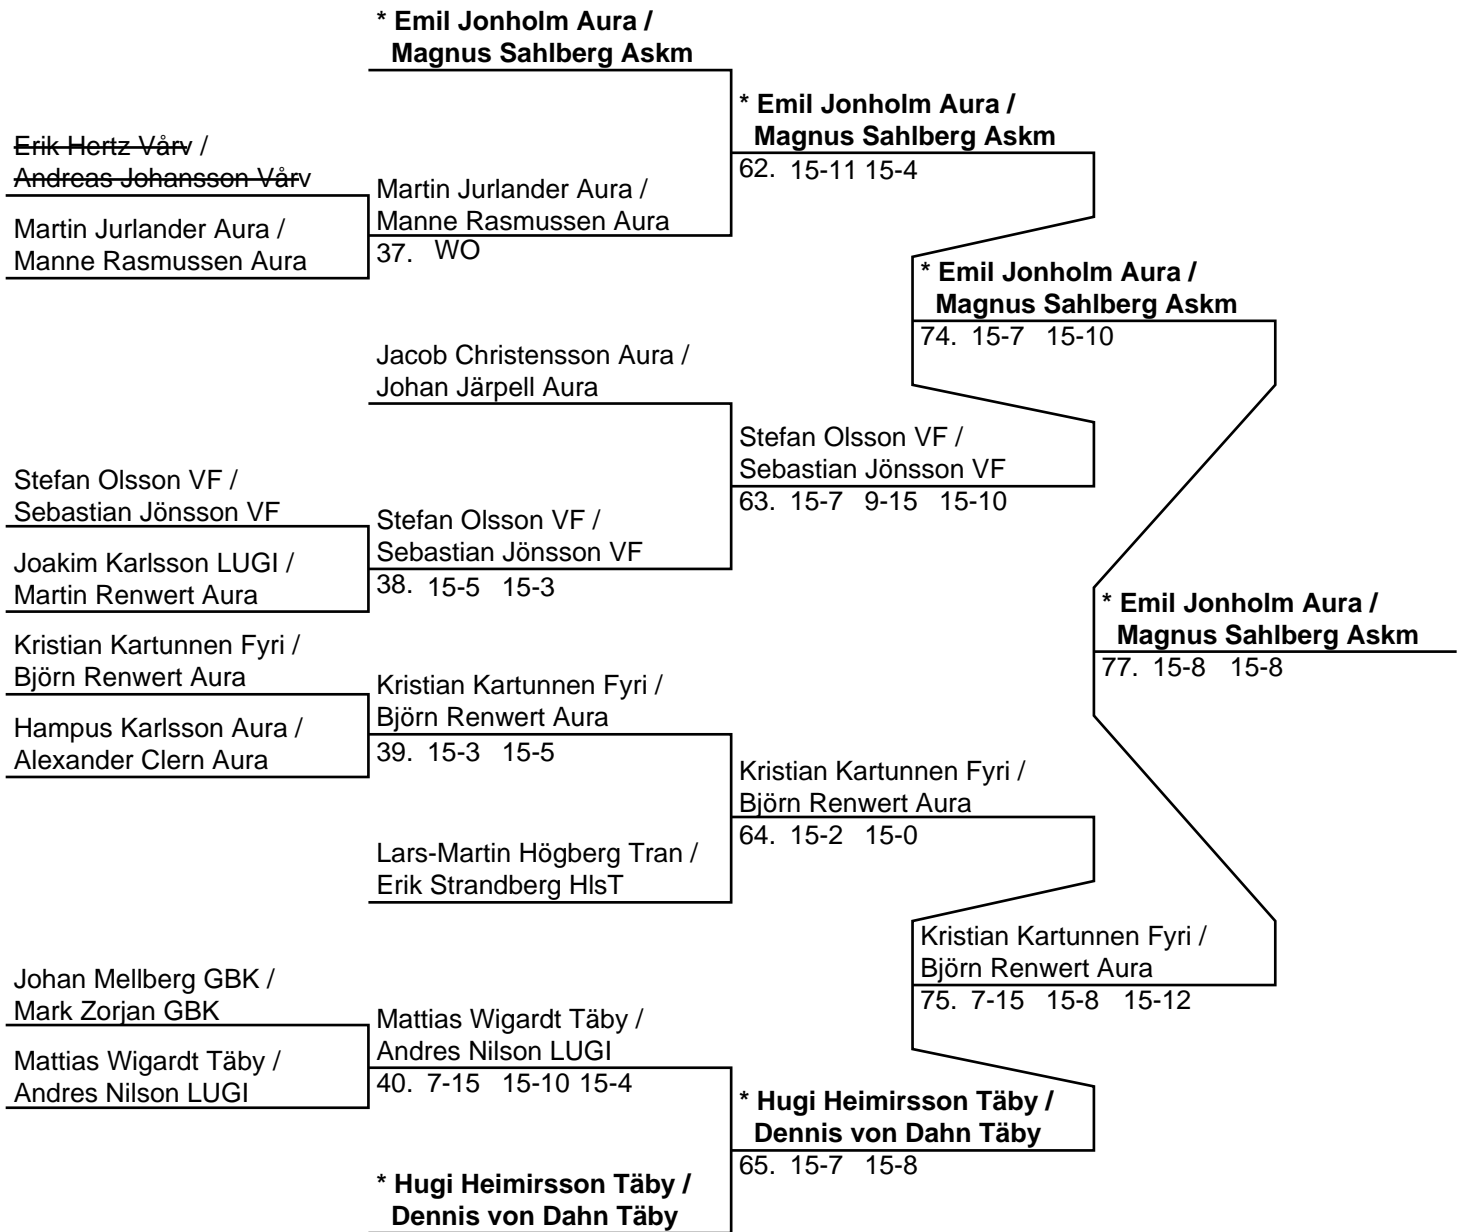 * Emil Jonholm Aura /
Magnus Sahlberg Askm
Erik Hertz Vårv /
Andreas Johansson Vårv
Martin Jurlander Aura /
Manne Rasmussen Aura
Martin Jurlander Aura /
Manne Rasmussen Aura
37. WO
* Emil Jonholm Aura /
Magnus Sahlberg Askm
62. 15-11 15-4
Jacob Christensson Aura /
Johan Järpell Aura
Stefan Olsson VF /
Sebastian Jönsson VF
Joakim Karlsson LUGI /
Martin Renwert Aura
Stefan Olsson VF /
Sebastian Jönsson VF
38. 15-5 15-3
Stefan Olsson VF /
Sebastian Jönsson VF
63. 15-7 9-15 15-10
* Emil Jonholm Aura /
Magnus Sahlberg Askm
74. 15-7 15-10
Kristian Kartunnen Fyri /
Björn Renwert Aura
Hampus Karlsson Aura /
Alexander Clern Aura
Kristian Kartunnen Fyri /
Björn Renwert Aura
39. 15-3 15-5
Lars-Martin Högberg Tran /
Erik Strandberg HIsT
Kristian Kartunnen Fyri /
Björn Renwert Aura
64. 15-2 15-0
Johan Mellberg GBK /
Mark Zorjan GBK
Mattias Wigardt Täby /
Andres Nilson LUGI
Mattias Wigardt Täby /
Andres Nilson LUGI
40. 7-15 15-10 15-4
* Hugi Heimirsson Täby /
Dennis von Dahn Täby
* Hugi Heimirsson Täby /
Dennis von Dahn Täby
65. 15-7 15-8
Kristian Kartunnen Fyri /
Björn Renwert Aura
75. 7-15 15-8 15-12
* Emil Jonholm Aura /
Magnus Sahlberg Askm
77. 15-8 15-8